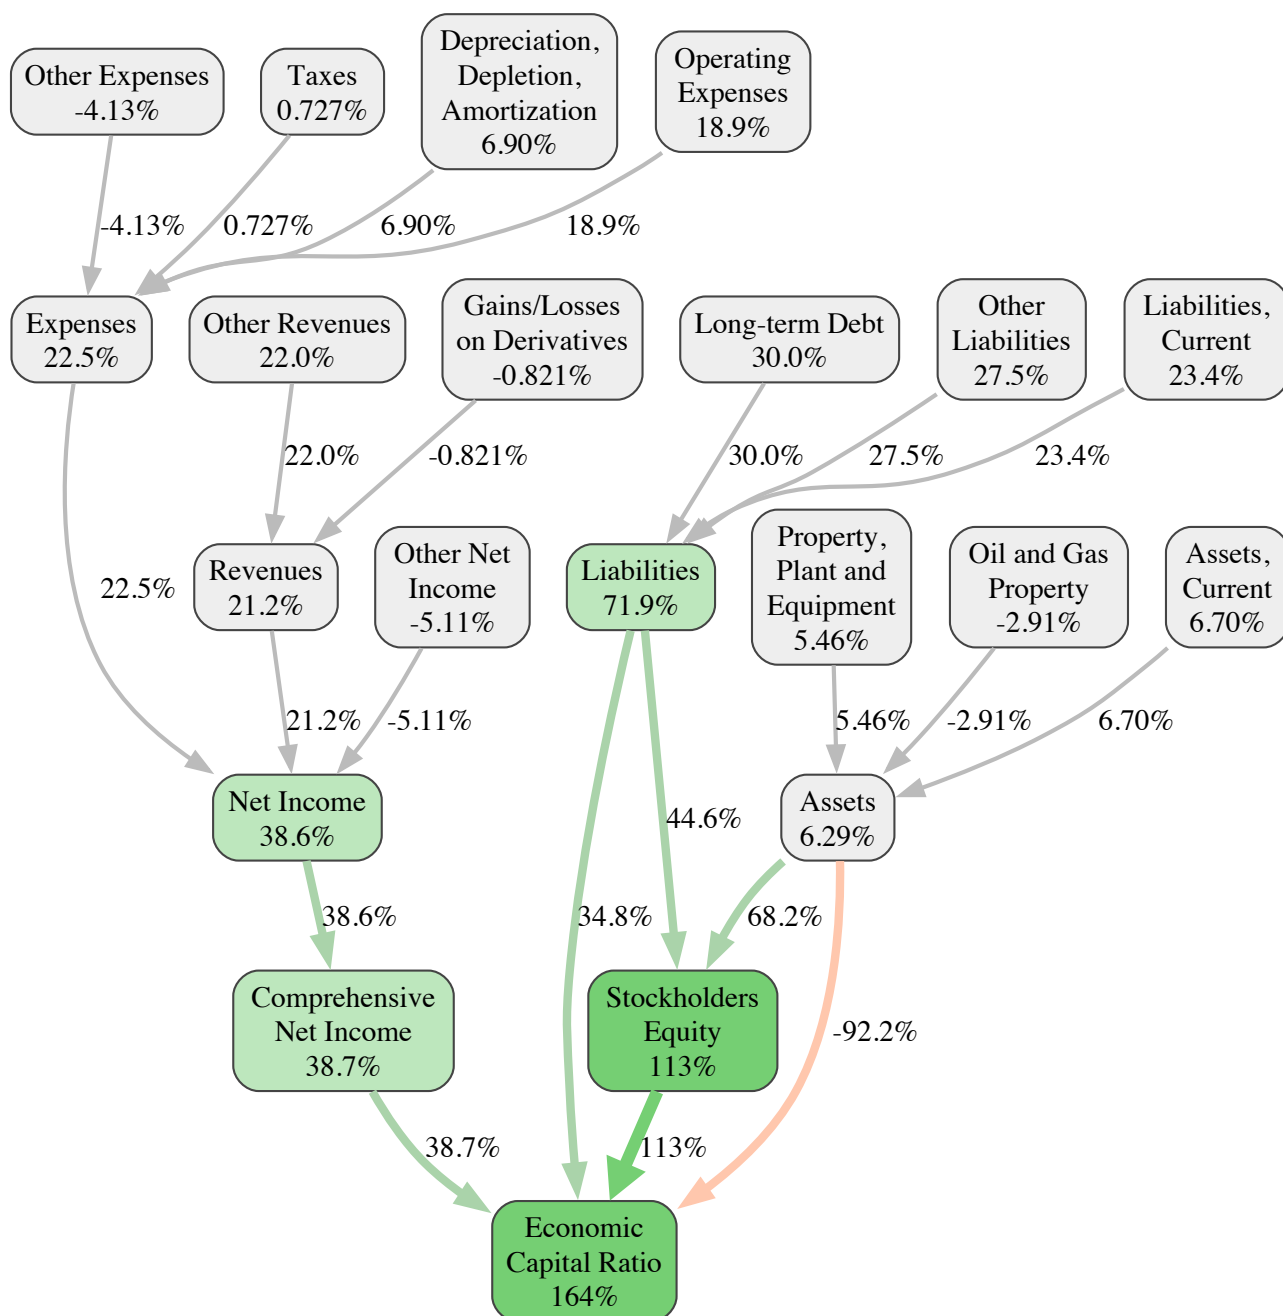 Other Expenses
-4.13%
Taxes
0.727%
Depreciation,
Depletion,
Amortization
6.90%
Operating
Expenses
18.9%
-4.13%
0.727%
6.90%
18.9%
Expenses
22.5%
Other Revenues
22.0%
Gains/Losses
on Derivatives
-0.821%
Long-term Debt
30.0%
Other
Liabilities
27.5%
Liabilities,
Current
23.4%
22.0%
-0.821%
30.0%
27.5%
23.4%
22.5%
Revenues
21.2%
Other Net
Income
-5.11%
Liabilities
71.9%
Property,
Plant and
Equipment
5.46%
Oil and Gas
Property
-2.91%
Assets,
Current
6.70%
21.2%
-5.11%
5.46%
-2.91%
6.70%
Net Income
38.6%
44.6%
Assets
6.29%
38.6%
34.8%
68.2%
Comprehensive
Net Income
38.7%
Stockholders
Equity
113%
-92.2%
38.7%
113%
Economic
Capital Ratio
164%